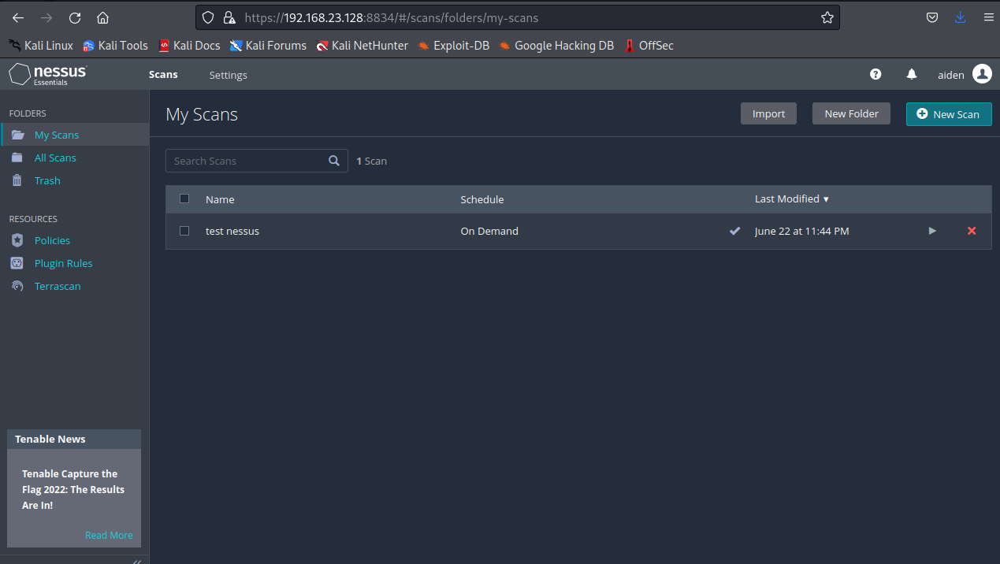 https://192.168.23.128:8834/#/scans/folders/my-scans
Kali Linux Kali Tools Kali Docs Kali Forums Kali NetHunter Exploit-DB Google Hacking DB OffSec
nessus
Essentials
Scans Settings aiden
FOLDERS
My Scans
All Scans
Trash
RESOURCES
Policies
Plugin Rules
Terrascan
Tenable News
Tenable Capture the
Flag 2022: The Results
Are In!
Read More
My Scans Import New Folder New Scan
Search Scans 1 Scan
Name Schedule Last Modified ▼
test nessus On Demand June 22 at 11:44 PM